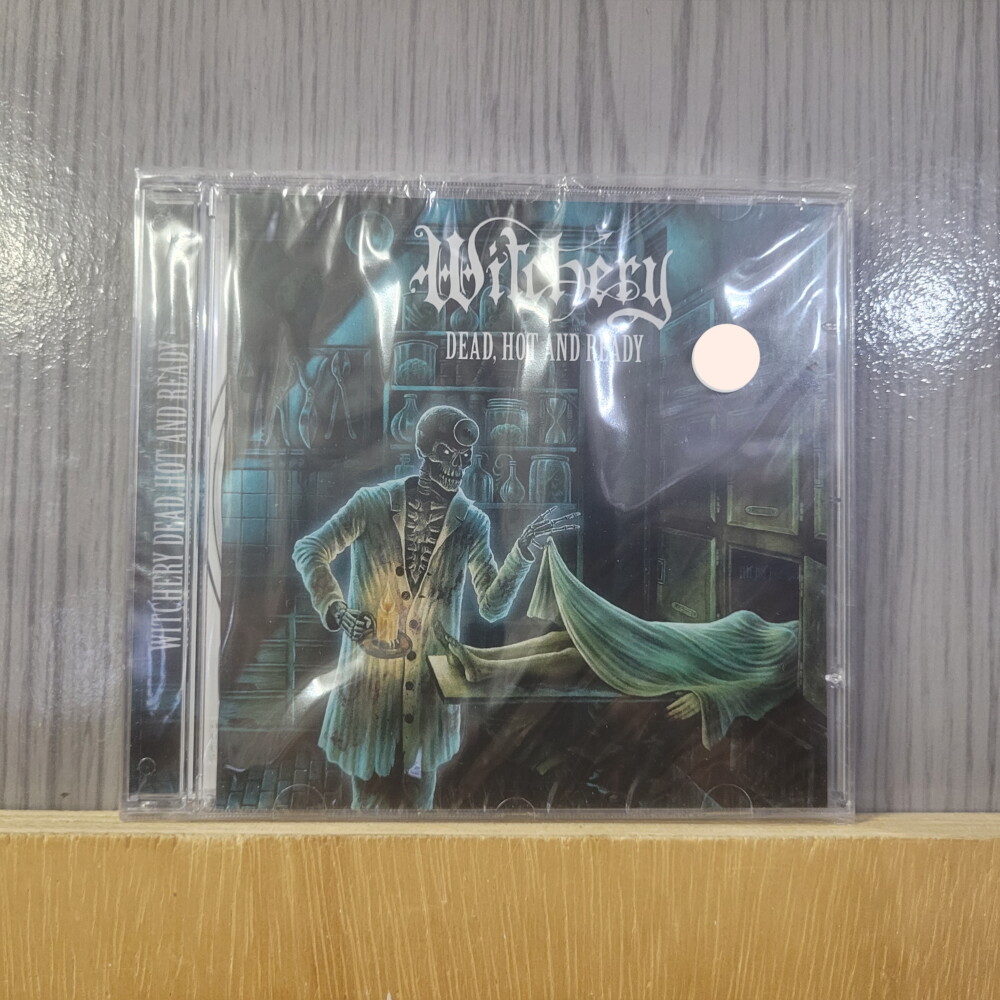 Witchery
DEAD, HOT AND READY
WITCHERY DEAD, HOT AND READY